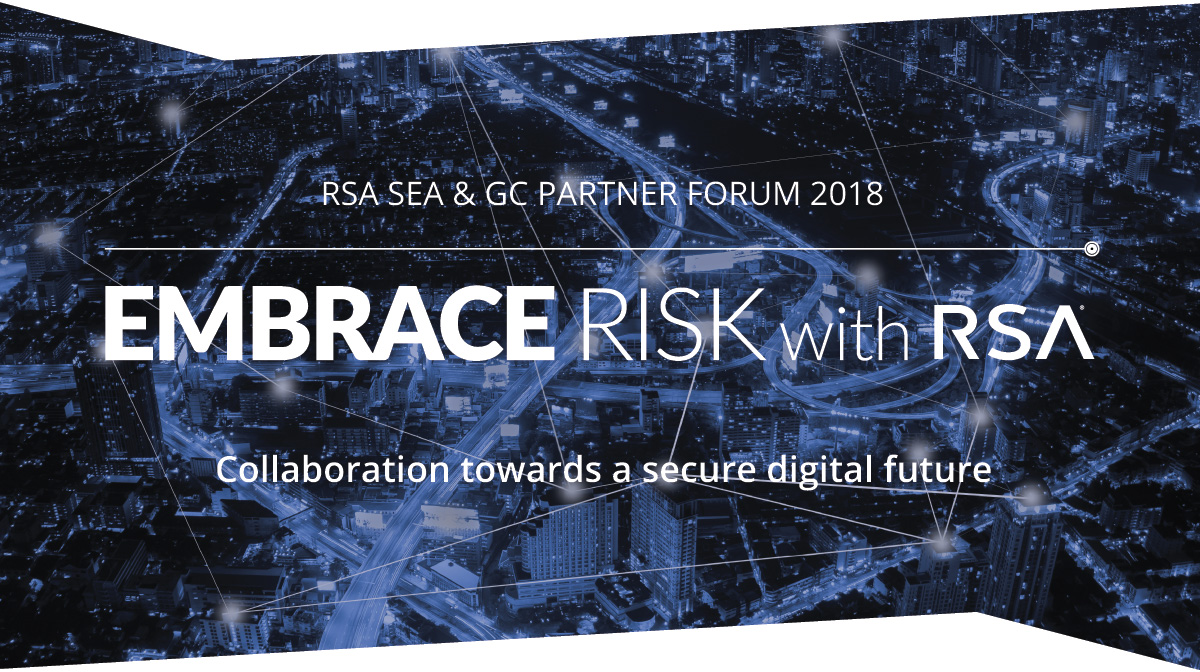 RSA SEA & GC PARTNER FORUM 2018
EMBRACE RISK with RSA
Collaboration towards a secure digital future